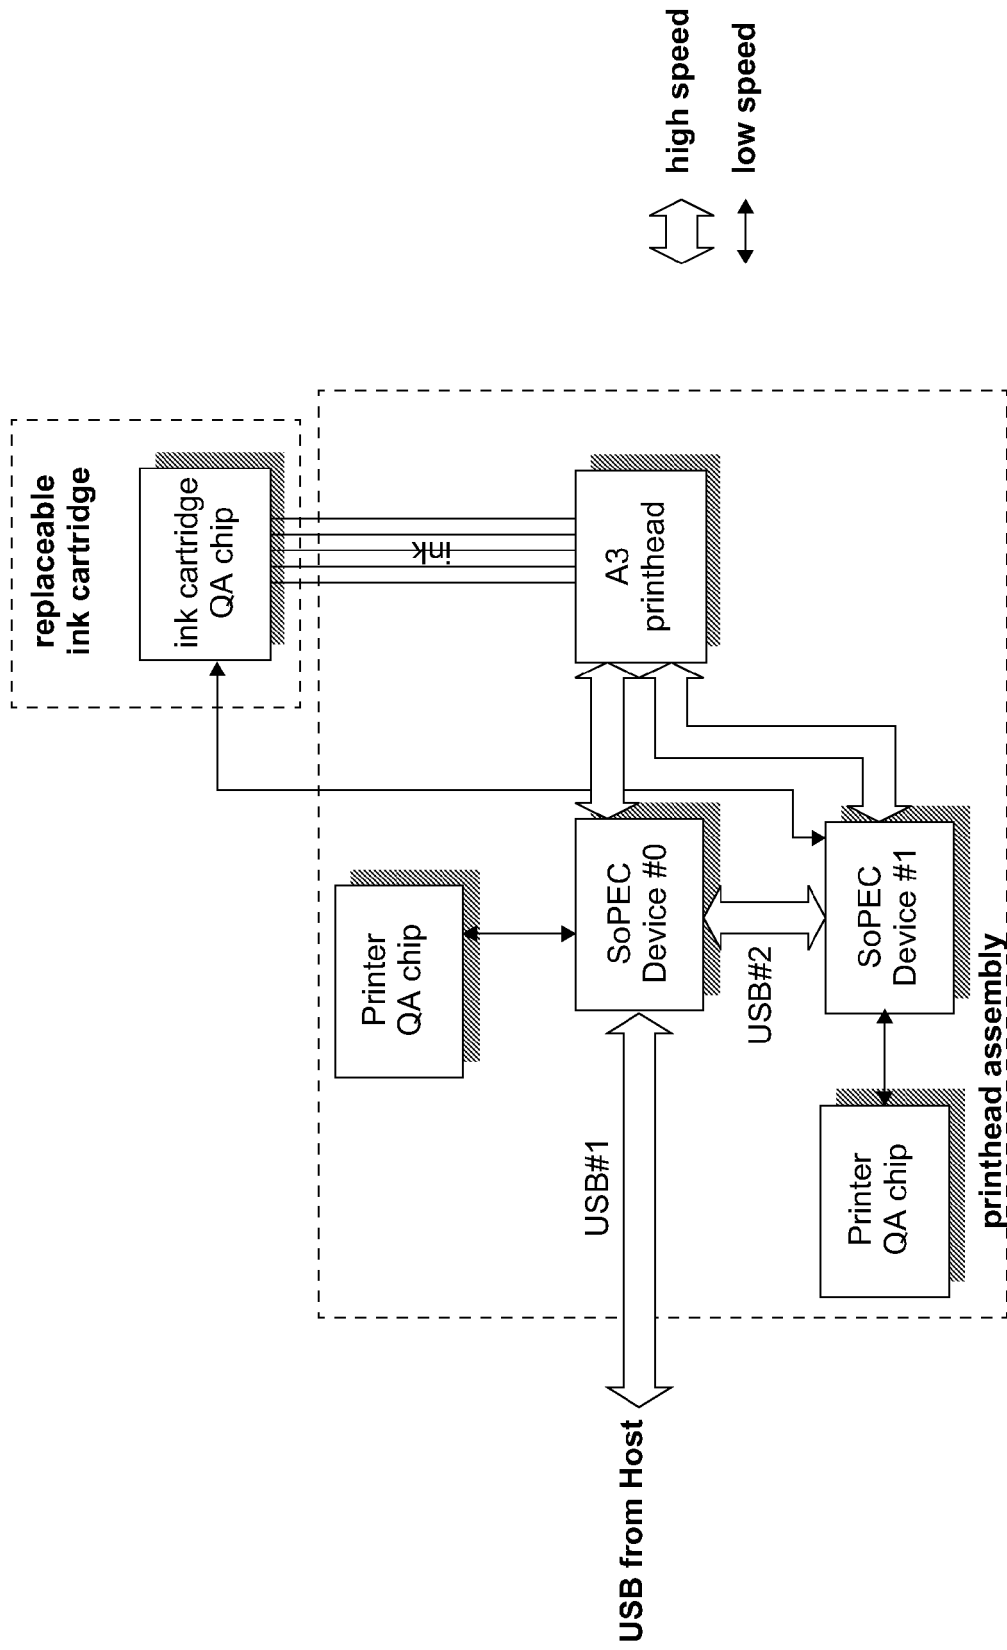 replaceable
ink cartridge
ink cartridge
QA chip
ink
A3
printhead
Printer
QA chip
SoPEC
Device #0
USB#1
USB#2
SoPEC
Device #1
Printer
QA chip
printhead assembly
USB from Host
high speed
low speed